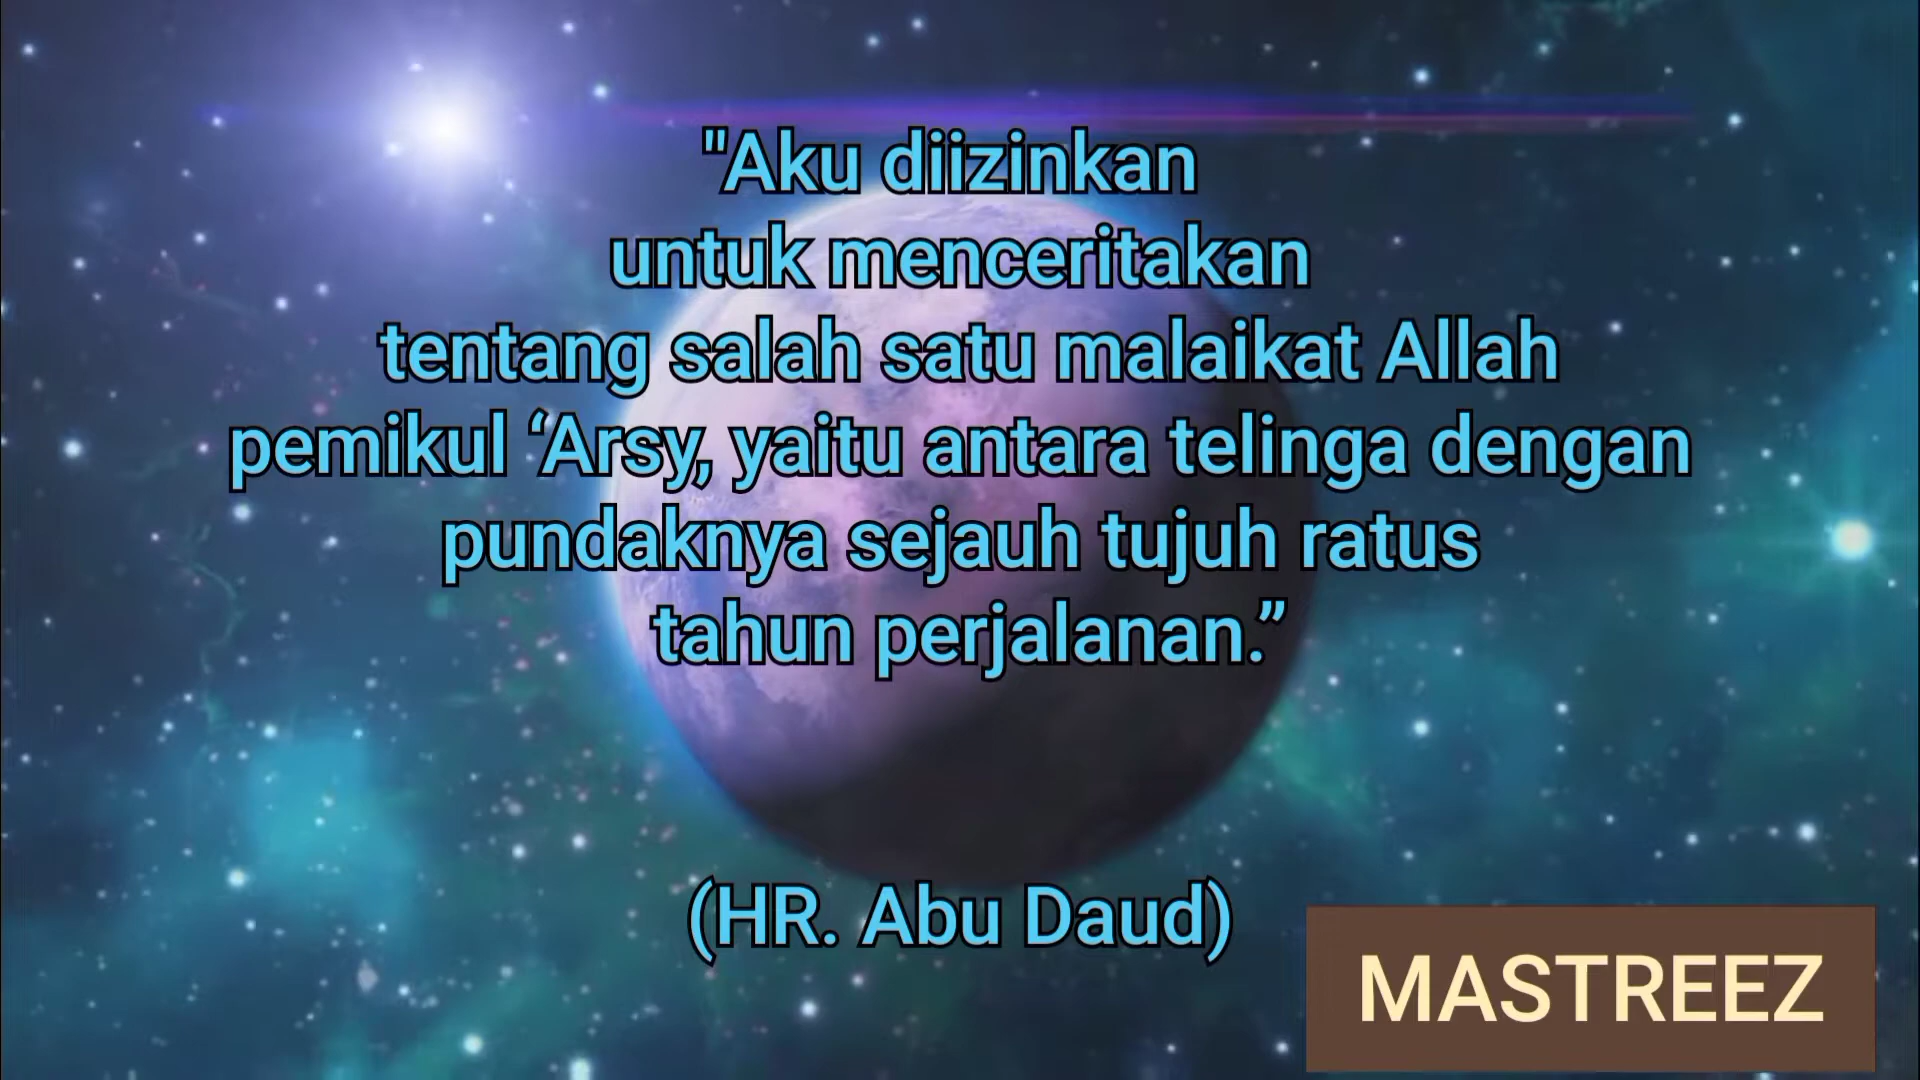 "Aku diizinkan
untuk menceritakan
tentang salah satu malaikat Allah
pemikul ‘Arsy, yaitu antara telinga dengan
pundaknya sejauh tujuh ratus
tahun perjalanan.”
(HR. Abu Daud)
MASTREEZ